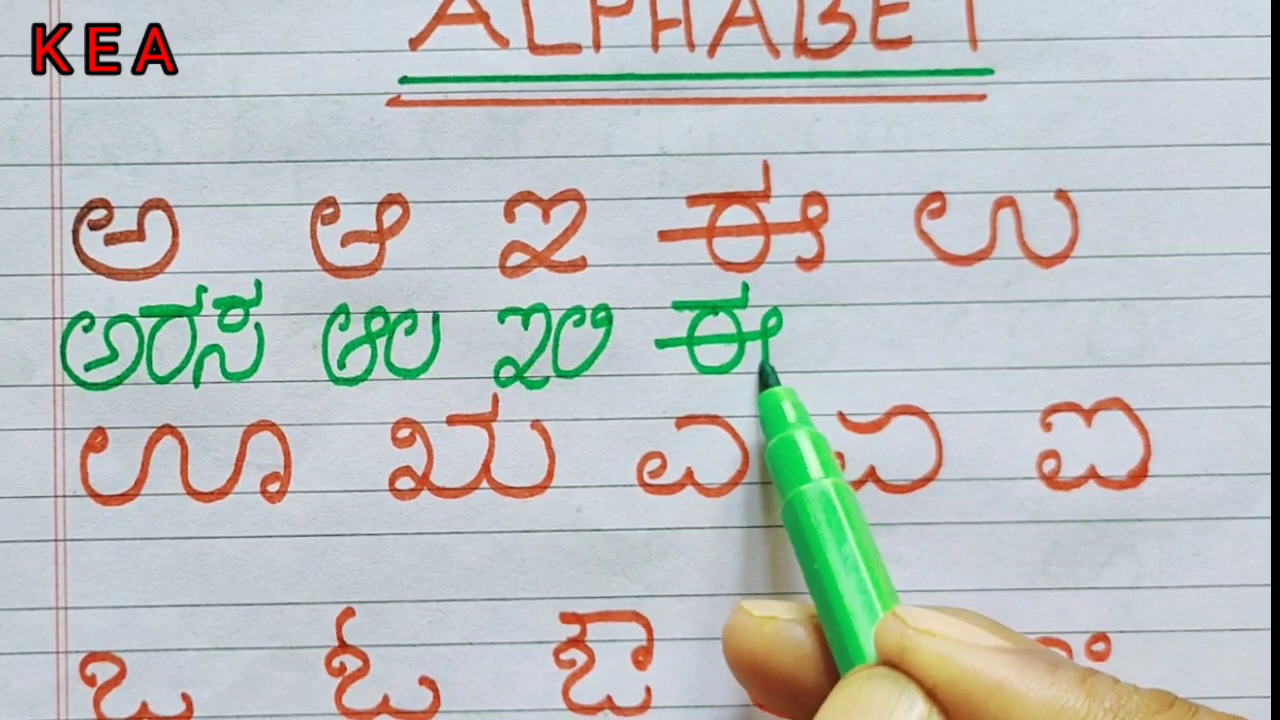 KEA
ALPHABET
ಅ ಆ ಇ ಈ ಉ
ಅರಸ ಆಲ ಇಲಿ ಈ
ಊ ಋ ಎ ಏ ಐ
ಒ ಓ ಔ